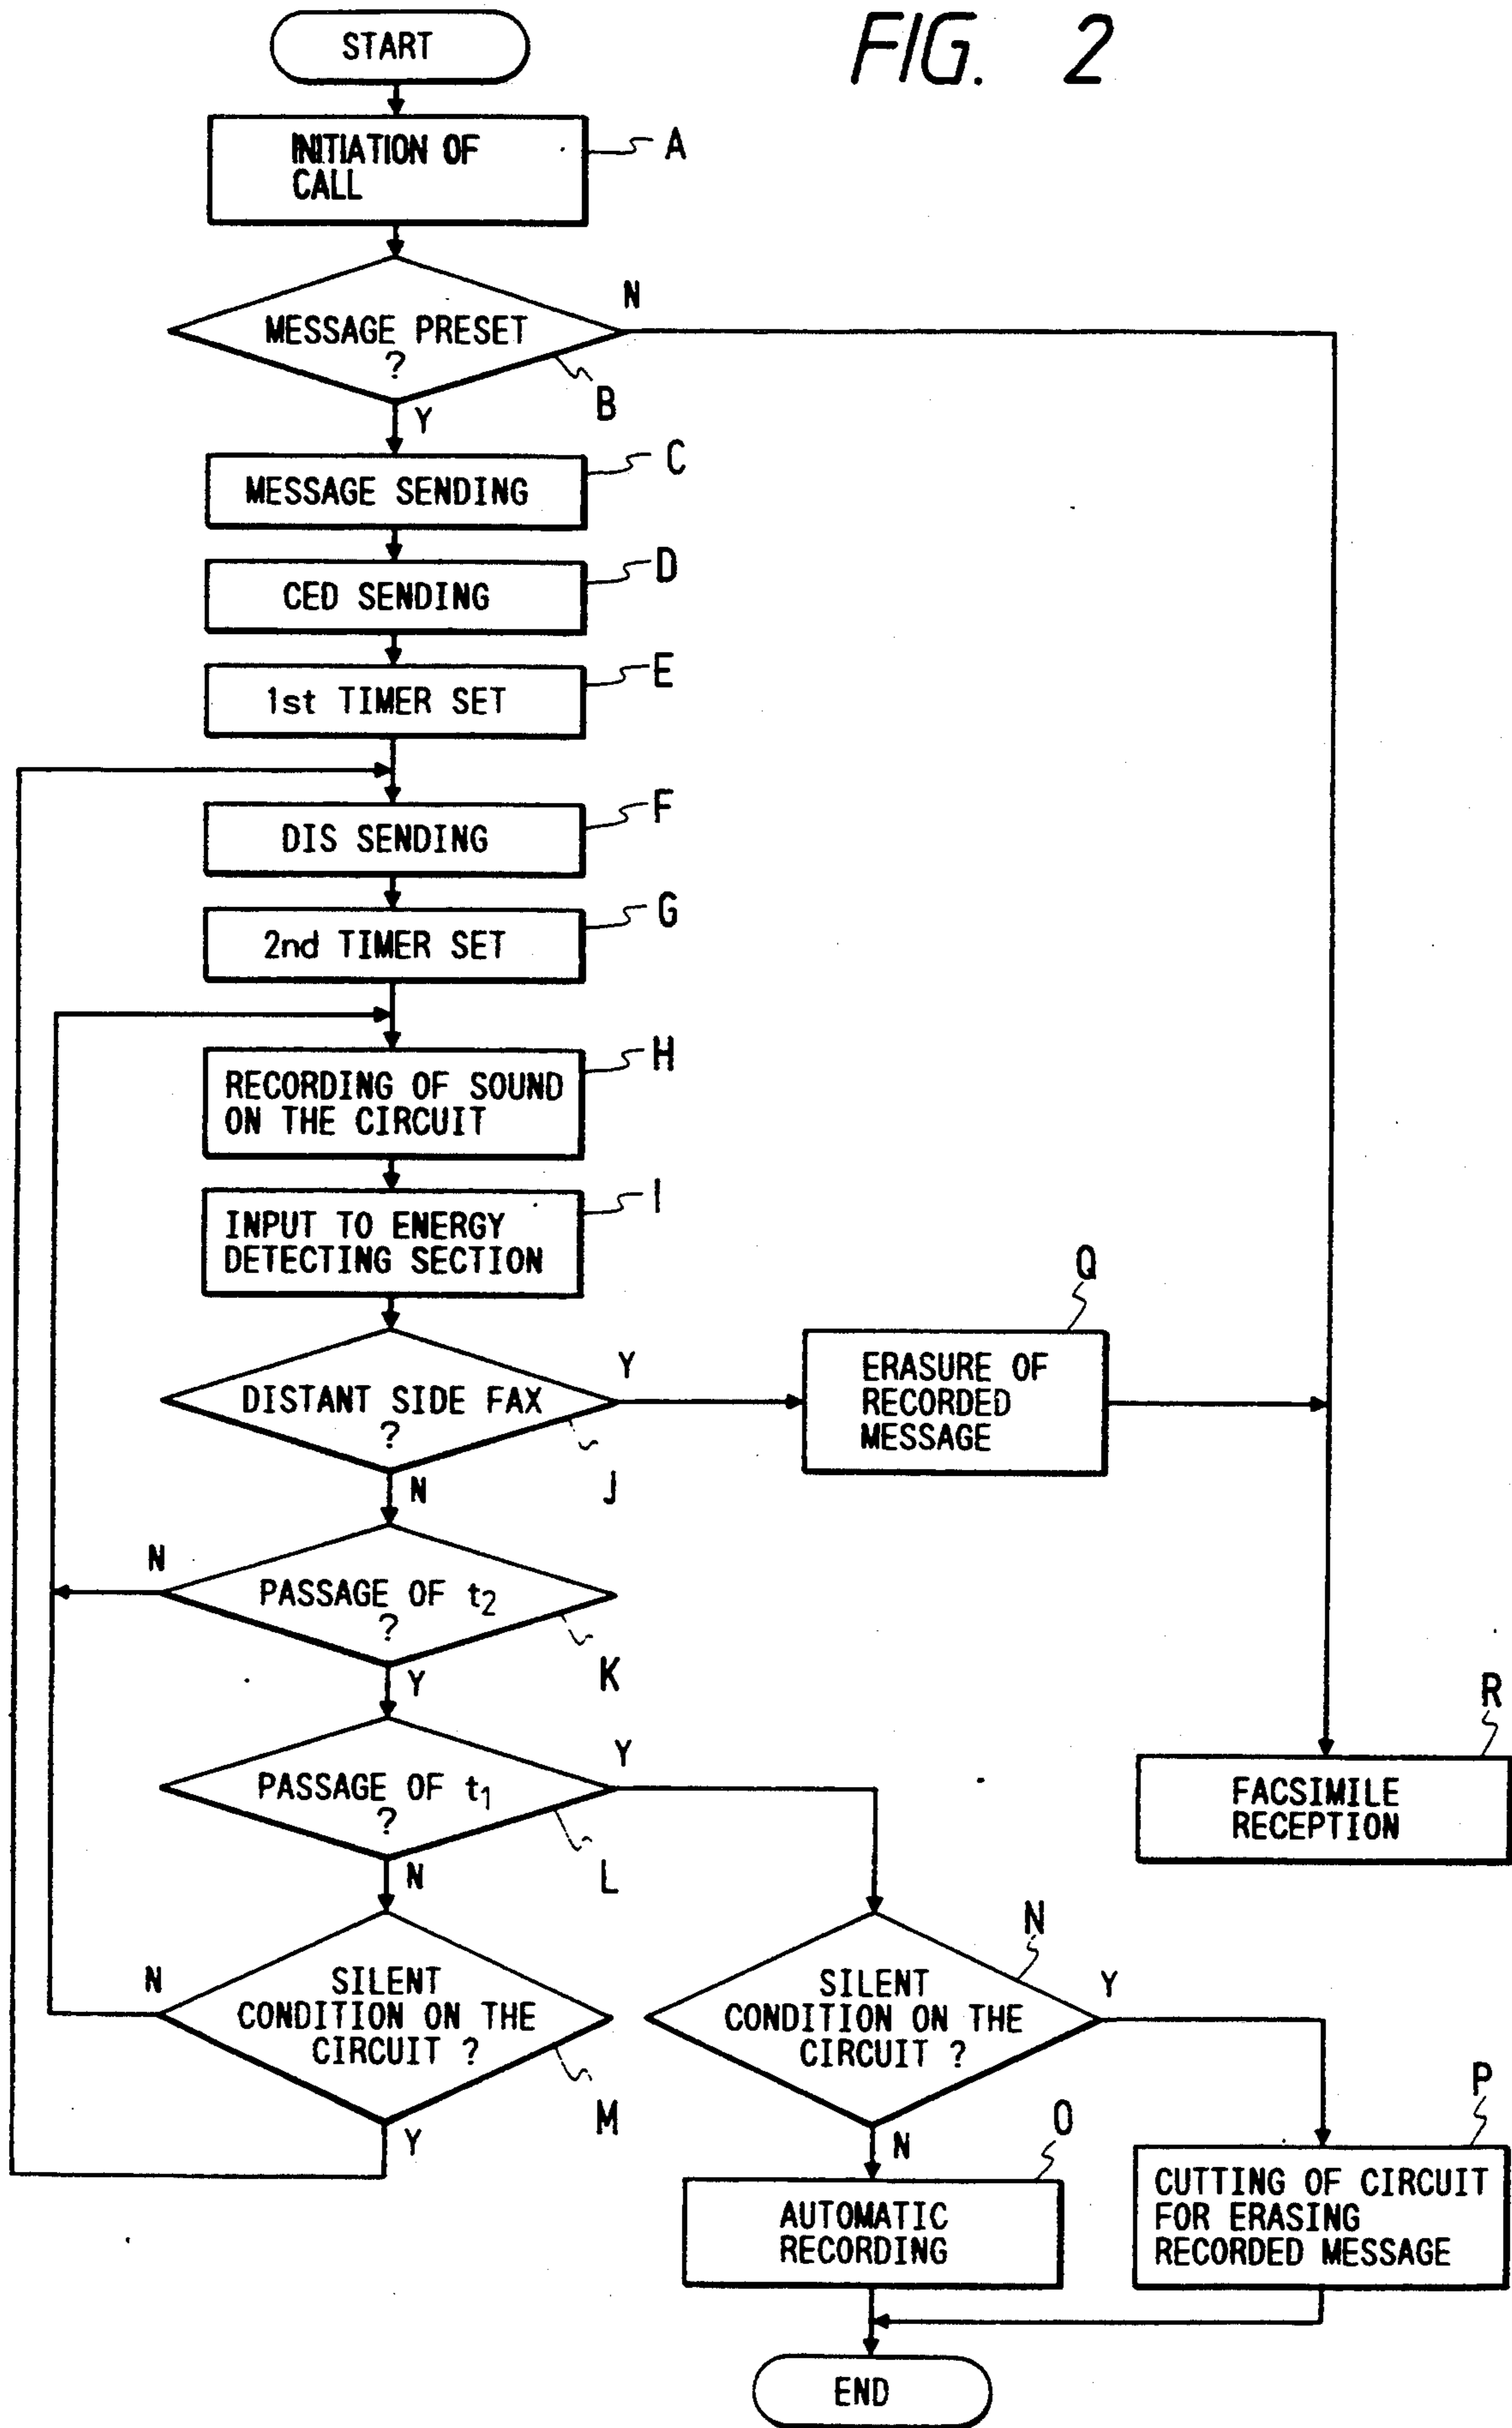 FIG. 2
START
INITIATION OF
CALL
A
MESSAGE PRESET
?
N
B
Y
MESSAGE SENDING
C
CED SENDING
D
1st TIMER SET
E
DIS SENDING
F
2nd TIMER SET
G
RECORDING OF SOUND
ON THE CIRCUIT
H
INPUT TO ENERGY
DETECTING SECTION
I
DISTANT SIDE FAX
?
Y
J
N
ERASURE OF
RECORDED
MESSAGE
Q
PASSAGE OF t2
?
N
K
Y
PASSAGE OF t1
?
Y
L
N
FACSIMILE
RECEPTION
R
SILENT
CONDITION ON THE
CIRCUIT ?
N
M
Y
SILENT
CONDITION ON THE
CIRCUIT ?
N
Y
N
AUTOMATIC
RECORDING
O
CUTTING OF CIRCUIT
FOR ERASING
RECORDED MESSAGE
P
END